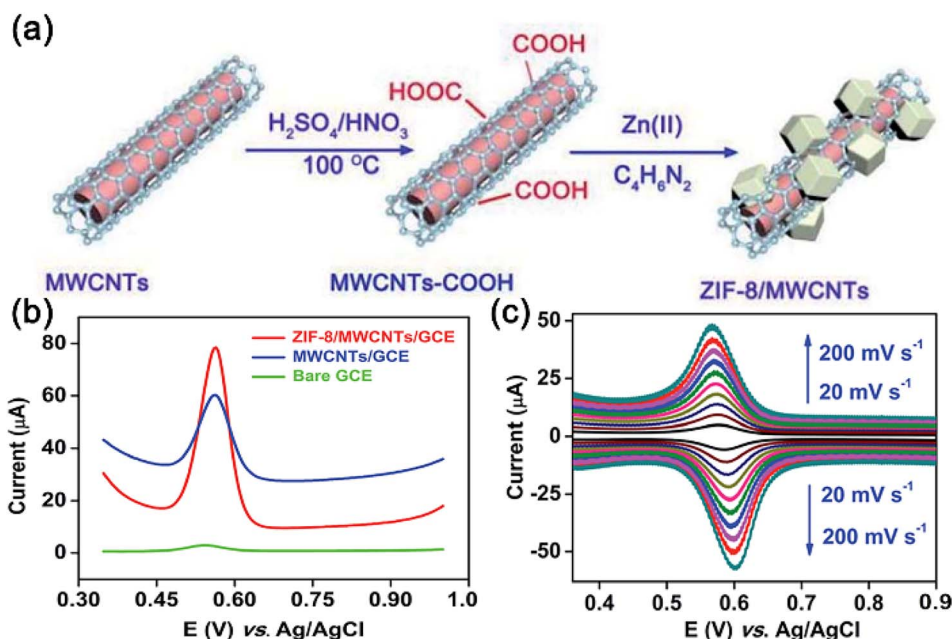 (a)
COOH
HOOC
H₂SO₄/HNO₃
100 °C
COOH
Zn(II)
C₄H₆N₂
MWCNTs
MWCNTs-COOH
ZIF-8/MWCNTs
(b)
ZIF-8/MWCNTs/GCE
MWCNTs/GCE
Bare GCE
Current (μA)
80
60
40
20
0
0.30 0.45 0.60 0.75 0.90 1.0
E (V) vs. Ag/AgCl
(c)
200 mV s⁻¹
20 mV s⁻¹
20 mV s⁻¹
200 mV s⁻¹
Current (μA)
50
25
0
-25
-50
0.4 0.5 0.6 0.7 0.8 0.9
E (V) vs. Ag/AgCl